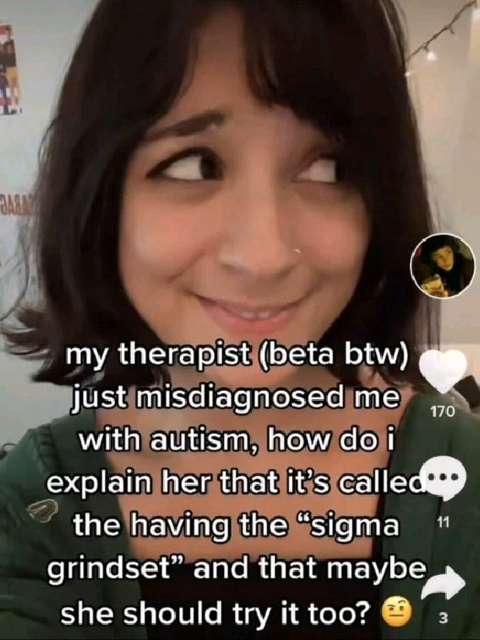 my therapist (beta btw)
just misdiagnosed me
with autism, how do i
explain her that it's called
the having the “sigma
grindset” and that maybe
she should try it too? 🤨
170
11
3